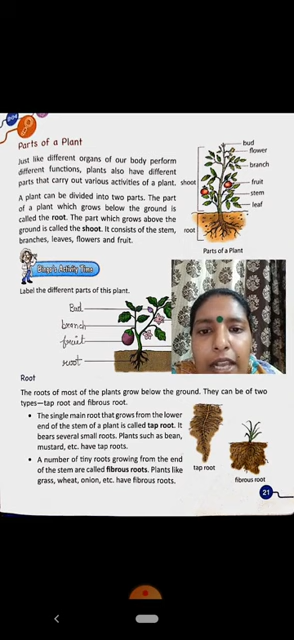 Parts of a Plant
Just like different organs of our body perform
different functions, plants also have different
parts that carry out various activities of a plant.
A plant can be divided into two parts. The part
of a plant which grows below the ground is
called the root. The part which grows above the
ground is called the shoot. It consists of the stem,
branches, leaves, flowers and fruit.
bud
flower
branch
shoot
fruit
stem
leaf
root
Parts of a Plant
Activity Time
Label the different parts of this plant.
Bud
branch
fruit
root
Root
The roots of most of the plants grow below the ground. They can be of two
types—tap root and fibrous root.
• The single main root that grows from the lower
end of the stem of a plant is called tap root. It
bears several small roots. Plants such as bean,
mustard, etc. have tap roots.
• A number of tiny roots growing from the end
of the stem are called fibrous roots. Plants like
grass, wheat, onion, etc. have fibrous roots.
tap root
fibrous root
21